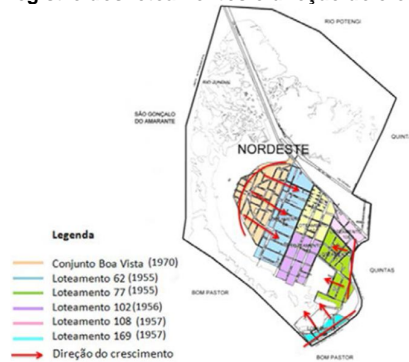 RIO POTENGI
SÃO GONÇALO
DO AMARANTE
QUINT
NORDESTE
Legenda
Conjunto Boa Vista (1970)
Loteamento 62 (1955)
Loteamento 77 (1955)
Loteamento 102 (1956)
Loteamento 108 (1957)
Loteamento 169 (1957)
Direção do crescimento
QUINTAS
BOM PASTOR
BOM PASTOR